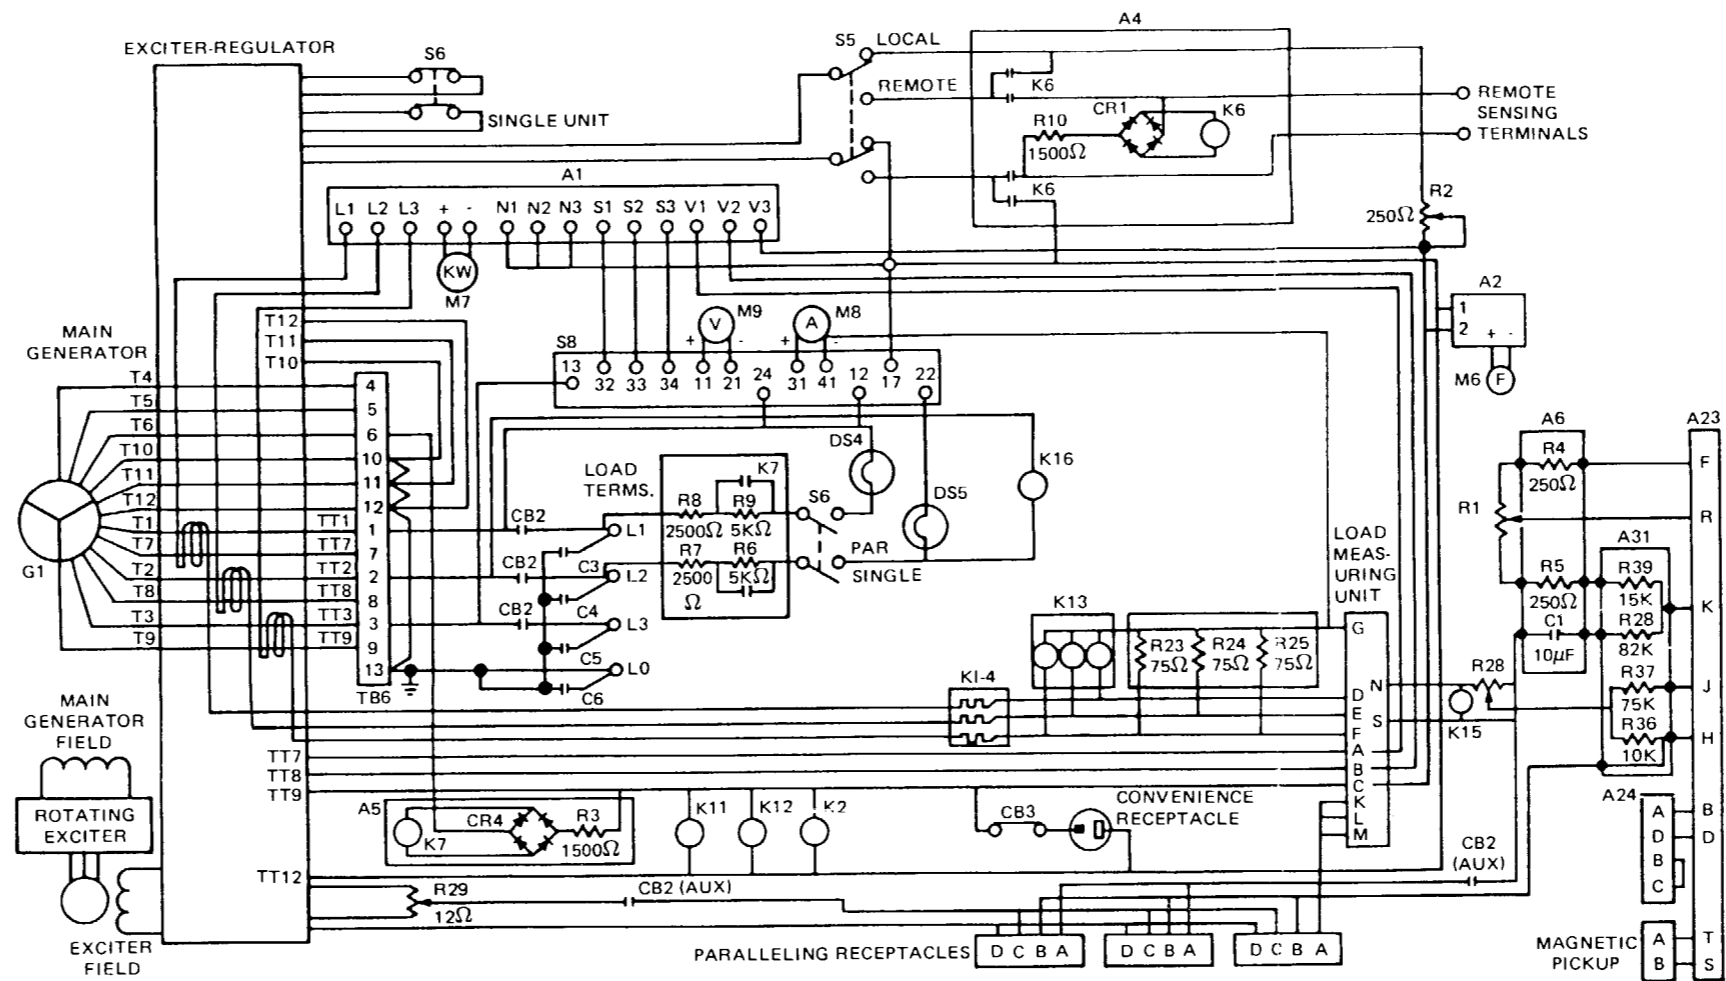 A4
EXCITER-REGULATOR
S6
S5
LOCAL
REMOTE
K6
SINGLE UNIT
CR1
K6
R10
1500Ω
K6
REMOTE
SENSING
TERMINALS
A1
L1 L2 L3 + - N1 N2 N3 S1 S2 S3 V1 V2 V3
R2
250Ω
KW
M7
A2
1
2 + -
M6 F
M9
V
+ -
M8
A
+ -
S8
13 32 33 34 11 21 24 31 41 12 17 22
MAIN
GENERATOR
T12
T11
T10
T4
T5
T6
T10
T11
T12
T1
T7
T2
T8
T3
T9
G1
TT1
TT7
TT2
TT8
TT3
TT9
4
5
6
10
11
12
1
7
2
8
3
9
13
TB6
LOAD
TERMS.
CB2
L1
CB2
C3
L2
CB2
C4
L3
C5
L0
C6
K7
R8
2500Ω
R9
5KΩ
R7
2500
Ω
R6
5KΩ
S6
PAR
SINGLE
DS4
DS5
K16
LOAD
MEAS-
URING
UNIT
G
N
D
E
S
F
A
B
C
K
L
M
K13
R23
75Ω
R24
75Ω
R25
75Ω
KI-4
A6
R4
250Ω
R1
R5
250Ω
C1
10µF
A31
R39
15K
R28
82K
R37
75K
R36
10K
R28
K15
A23
F
R
K
J
H
B
D
T
S
A24
A
D
B
C
MAGNETIC
PICKUP
A
B
MAIN
GENERATOR
FIELD
ROTATING
EXCITER
EXCITER
FIELD
TT7
TT8
TT9
A5
K7
CR4
R3
1500Ω
K11
K12
K2
CB3
CONVENIENCE
RECEPTACLE
TT12
R29
12Ω
CB2 (AUX)
CB2
(AUX)
PARALLELING RECEPTACLES
D C B A
D C B A
D C B A